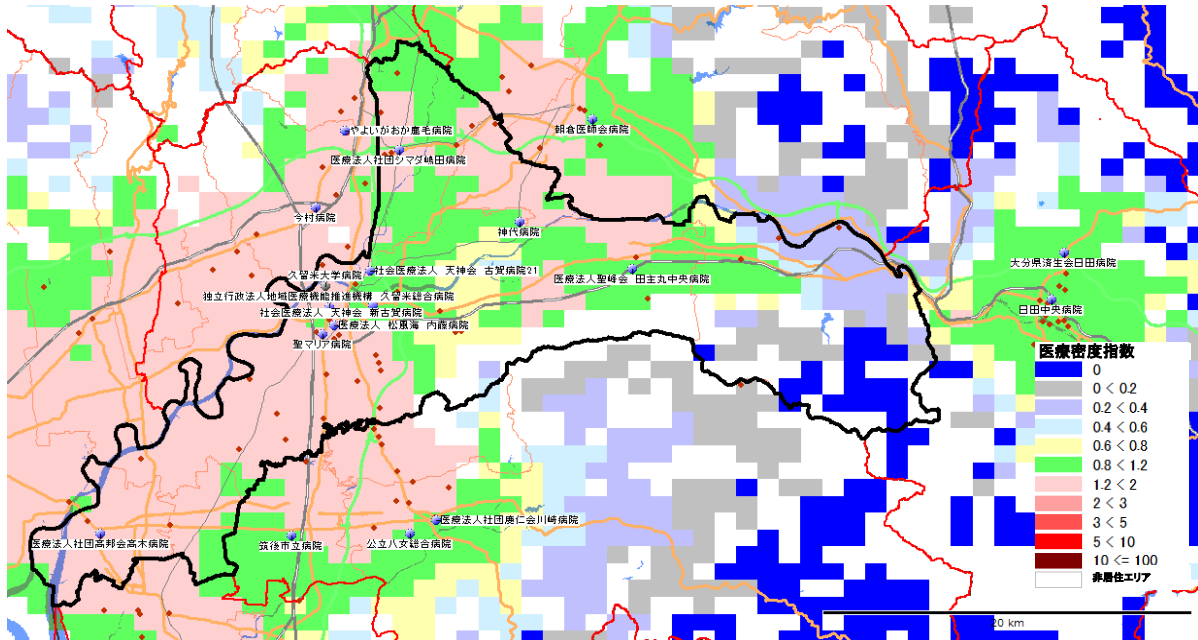 やよいがおか鹿毛病院
朝倉医師会病院
医療法人社団シマダ嶋田病院
今村病院
神代病院
久留米大学病院
社会医療法人 天神会 古賀病院21
医療法人聖峰会 田主丸中央病院
大分県済生会日田病院
独立行政法人地域医療機能推進機構 久留米総合病院
社会医療法人 天神会 新古賀病院
日田中央病院
医療法人 松風海 内藤病院
聖マリア病院
医療法人社団慶仁会川崎病院
医療法人社団高邦会高木病院
筑後市立病院
公立八女総合病院
医療密度指数
0
0 < 0.2
0.2 < 0.4
0.4 < 0.6
0.6 < 0.8
0.8 < 1.2
1.2 < 2
2 < 3
3 < 5
5 < 10
10 <= 100
非居住エリア
20 km